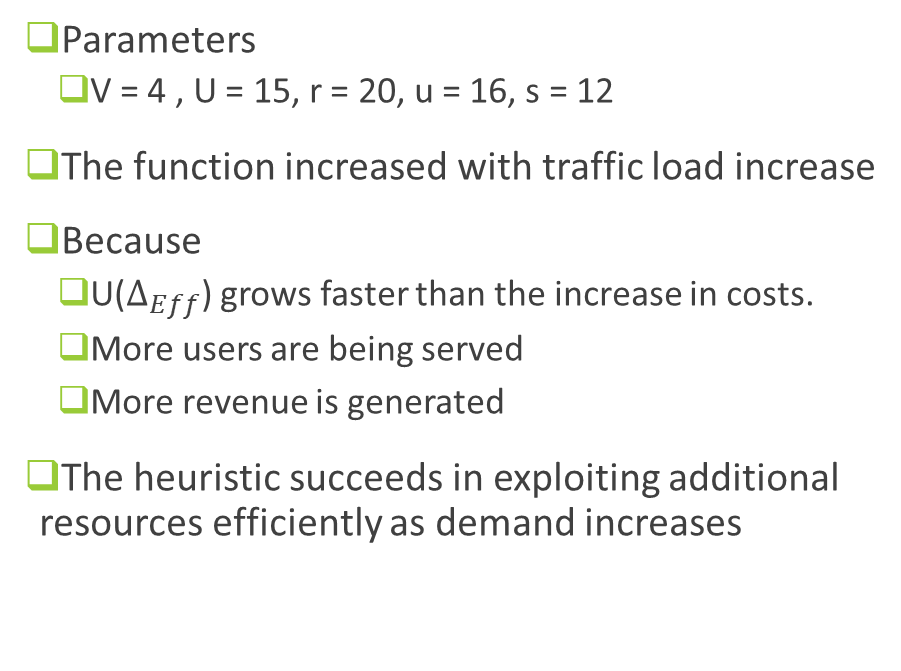 Parameters
V = 4 , U = 15, r = 20, u = 16, s = 12
The function increased with traffic load increase
Because
U(Δ_Eff) grows faster than the increase in costs.
More users are being served
More revenue is generated
The heuristic succeeds in exploiting additional
resources efficiently as demand increases